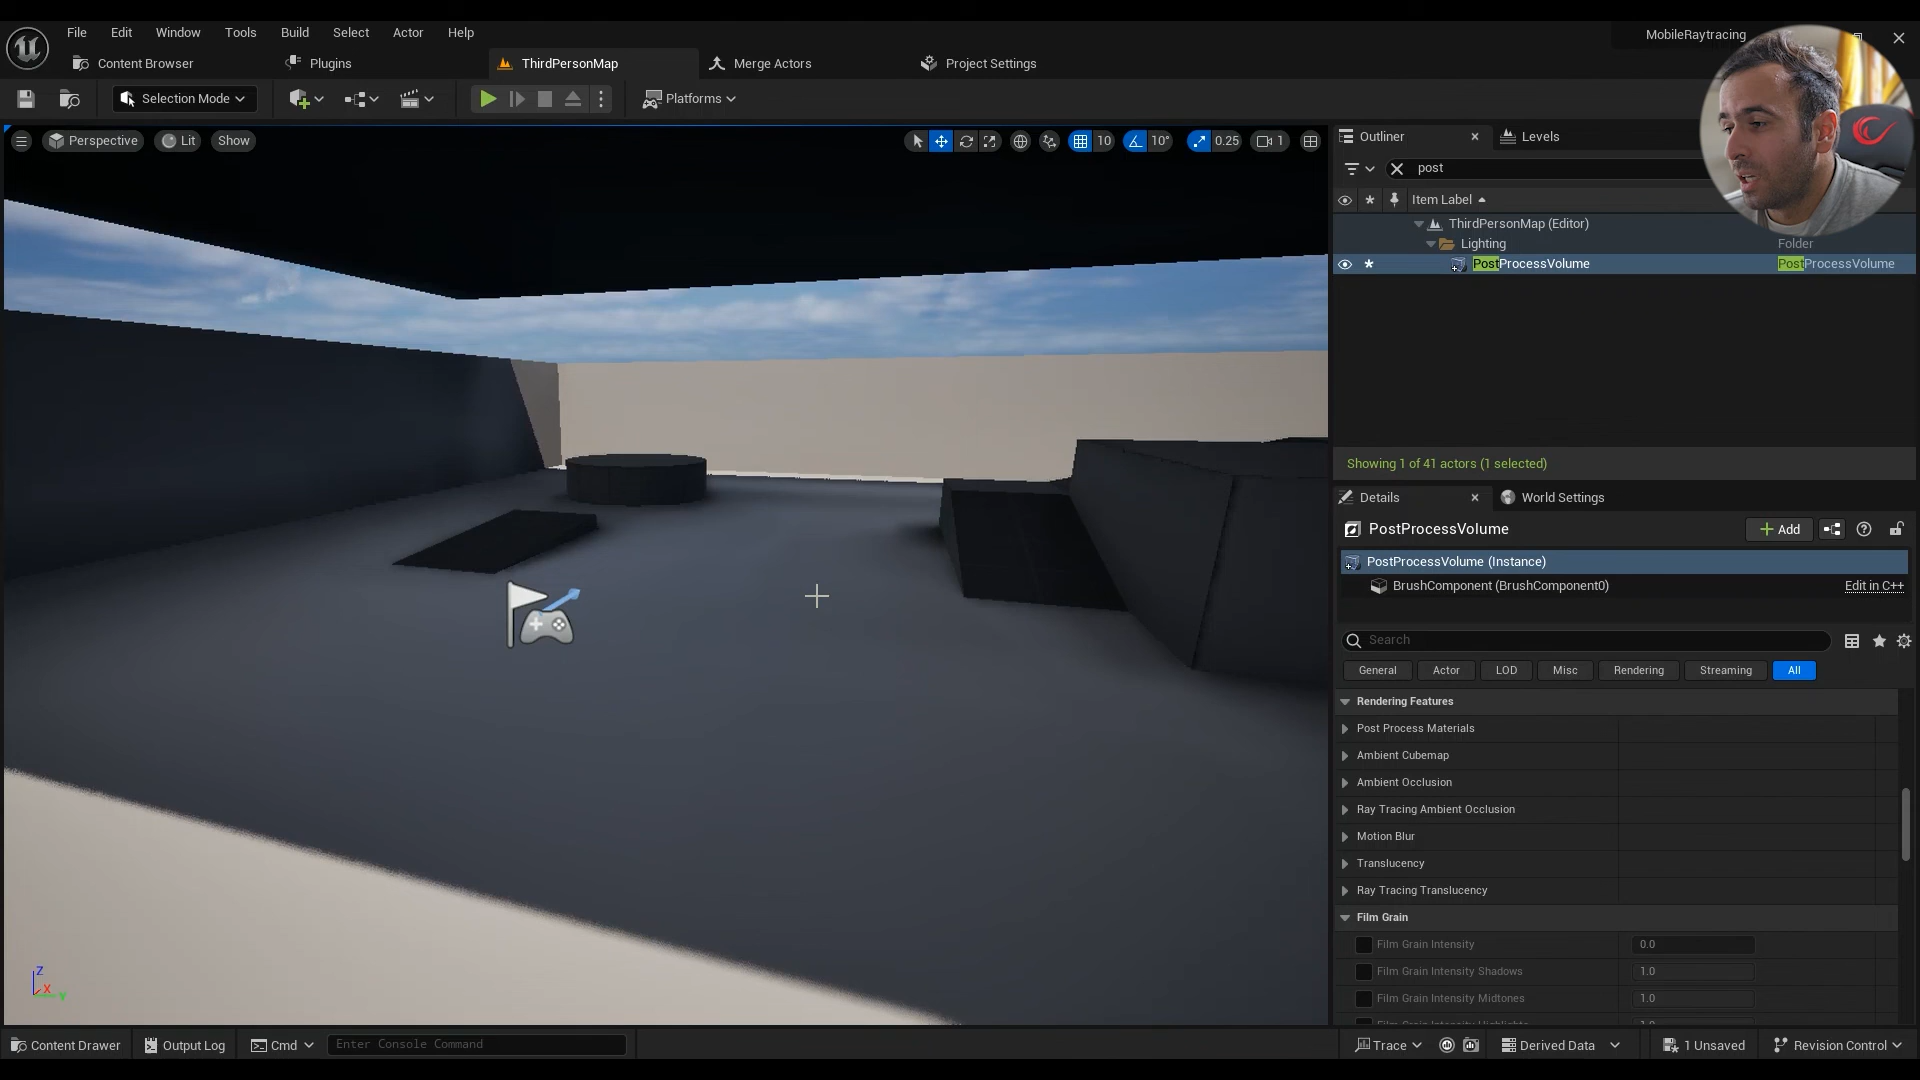 File Edit Window Tools Build Select Actor Help MobileRaytracing
Content Browser Plugins ThirdPersonMap Merge Actors Project Settings
Selection Mode Platforms
Perspective Lit Show 10 10° 0.25 1
Z
X
Y
Outliner Levels
post
Item Label
ThirdPersonMap (Editor)
Lighting Folder
PostProcessVolume PostProcessVolume
Showing 1 of 41 actors (1 selected)
Details World Settings
PostProcessVolume Add
PostProcessVolume (Instance)
BrushComponent (BrushComponent0) Edit in C++
Search
General Actor LOD Misc Rendering Streaming All
Rendering Features
Post Process Materials
Ambient Cubemap
Ambient Occlusion
Ray Tracing Ambient Occlusion
Motion Blur
Translucency
Ray Tracing Translucency
Film Grain
Film Grain Intensity 0.0
Film Grain Intensity Shadows 1.0
Film Grain Intensity Midtones 1.0
Film Grain Intensity Highlights 1.0
Content Drawer Output Log Cmd Enter Console Command Trace Derived Data 1 Unsaved Revision Control